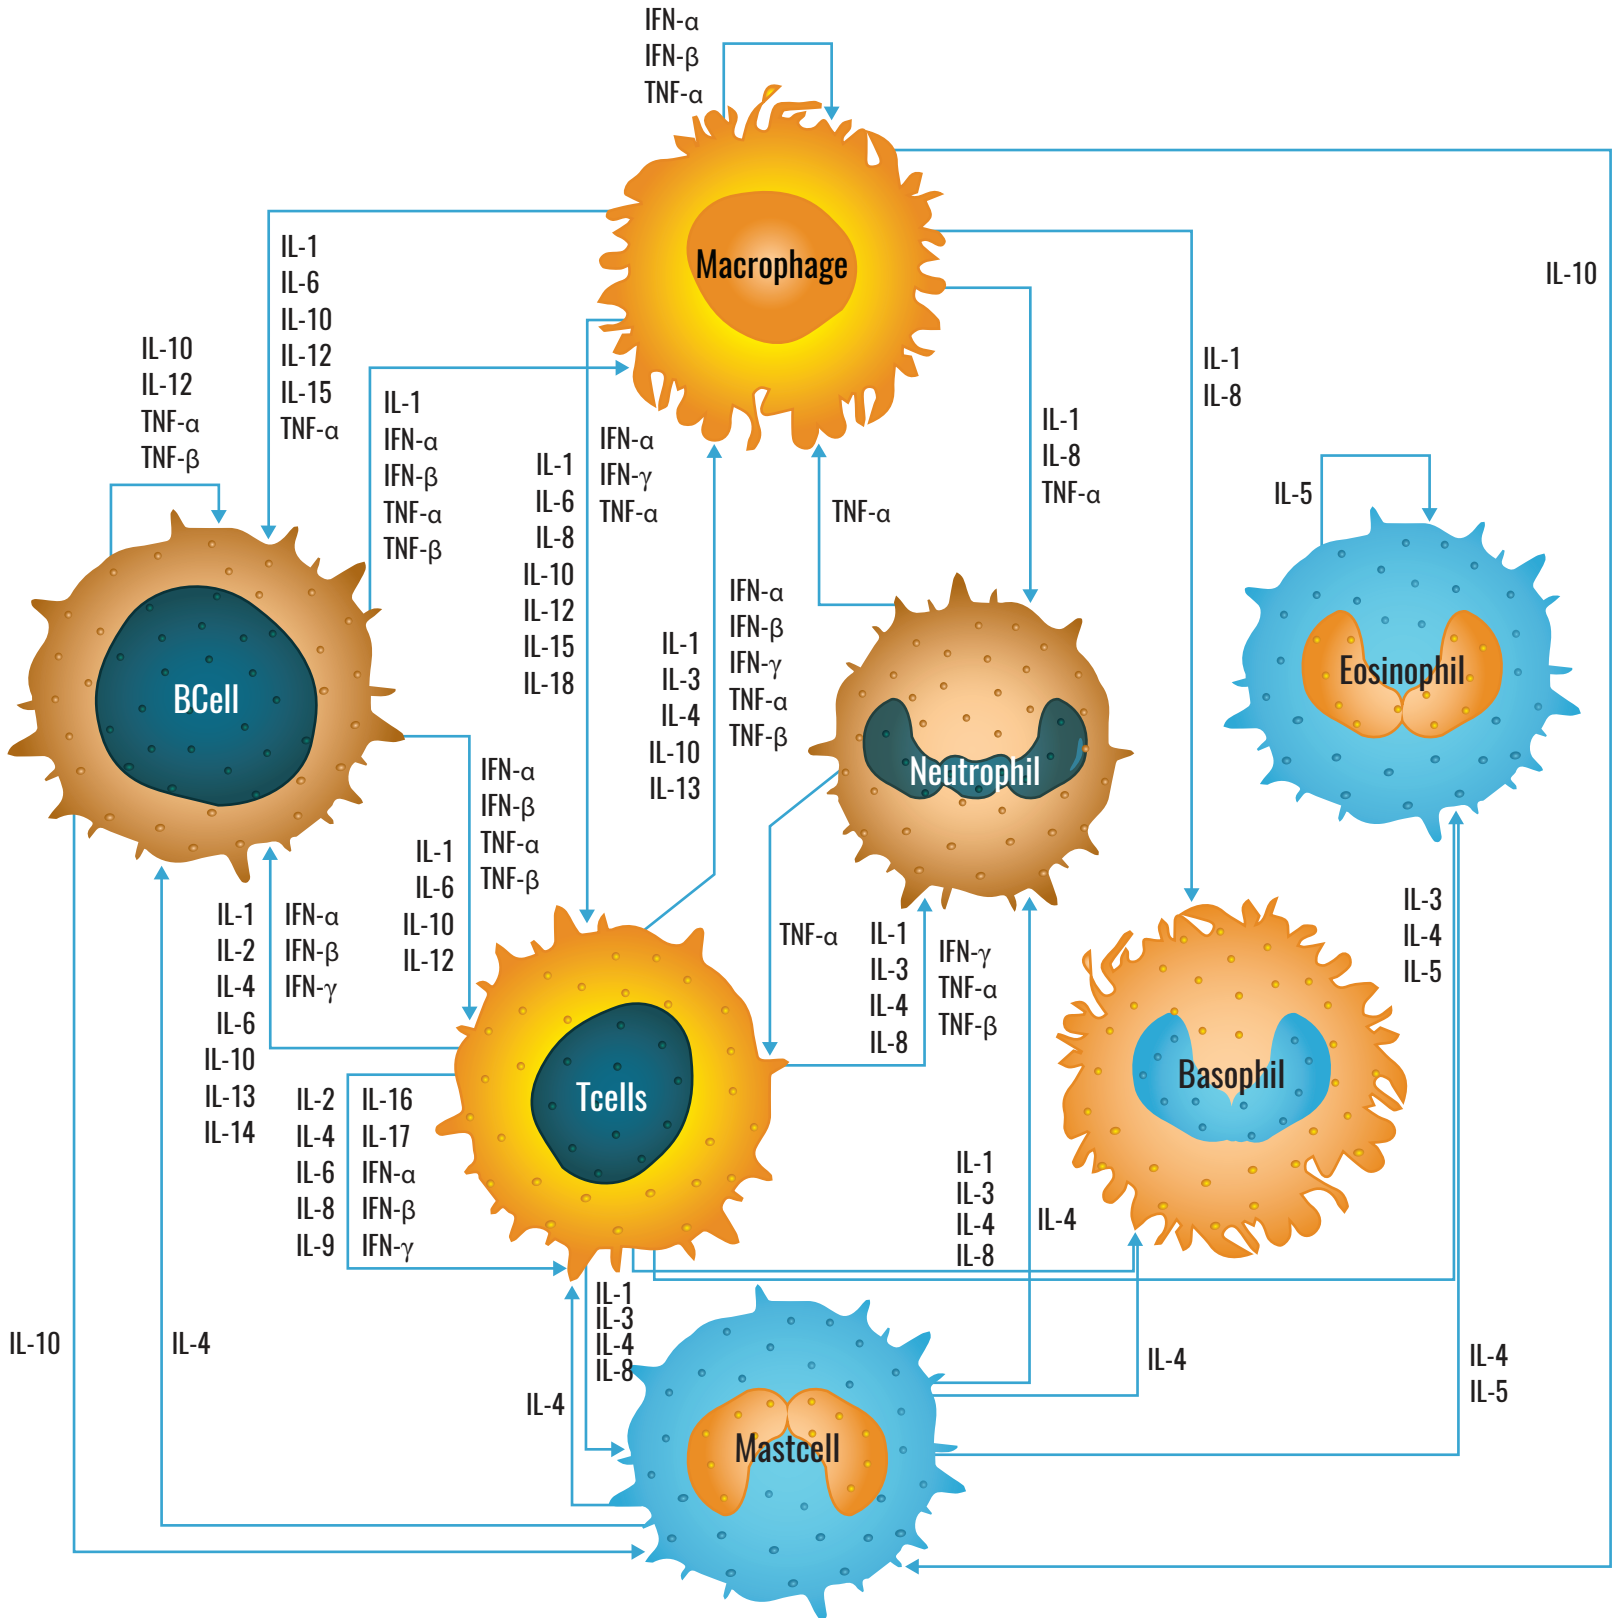 IFN-α
IFN-β
TNF-α
Macrophage
IL-10
IL-1
IL-6
IL-10
IL-12
IL-15
TNF-α
IL-10
IL-12
TNF-α
TNF-β
IL-1
IFN-α
IFN-β
TNF-α
TNF-β
IL-1
IL-6
IL-8
IL-10
IL-12
IL-15
IL-18
IFN-α
IFN-γ
TNF-α
TNF-α
IL-1
IL-8
TNF-α
IL-1
IL-8
IL-5
BCell
IL-1
IL-3
IL-4
IL-10
IL-13
IFN-α
IFN-β
IFN-γ
TNF-α
TNF-β
Neutrophil
Eosinophil
IL-1
IL-6
IL-10
IL-12
IFN-α
IFN-β
TNF-α
TNF-β
IL-1
IL-2
IL-4
IL-6
IL-10
IL-13
IL-14
IFN-α
IFN-β
IFN-γ
TNF-α
IL-1
IL-3
IL-4
IL-8
IFN-γ
TNF-α
TNF-β
IL-3
IL-4
IL-5
Tcells
Basophil
IL-2
IL-4
IL-6
IL-8
IL-9
IL-16
IL-17
IFN-α
IFN-β
IFN-γ
IL-1
IL-3
IL-4
IL-8
IL-4
IL-10
IL-4
IL-1
IL-3
IL-4
IL-8
IL-4
Mastcell
IL-4
IL-4
IL-5